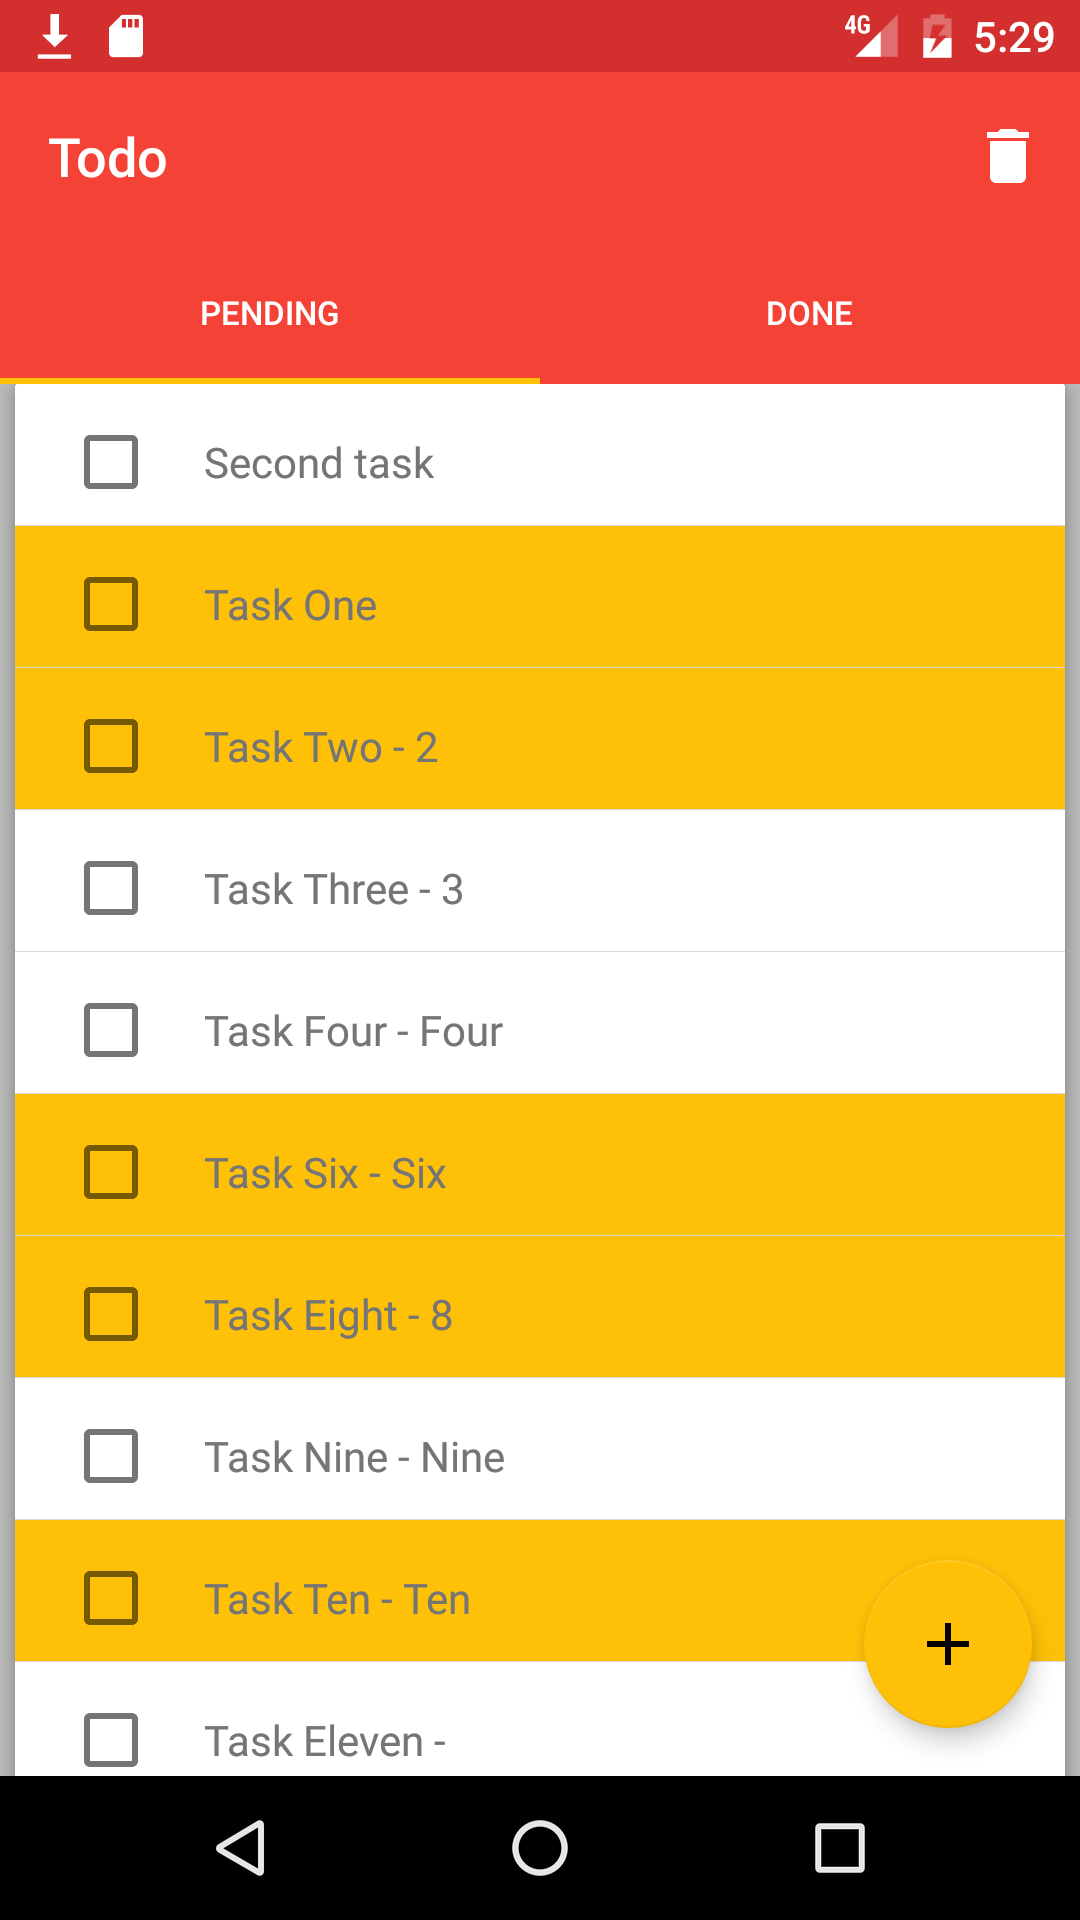 4G 5:29
Todo
PENDING DONE
Second task
Task One
Task Two - 2
Task Three - 3
Task Four - Four
Task Six - Six
Task Eight - 8
Task Nine - Nine
Task Ten - Ten
Task Eleven -